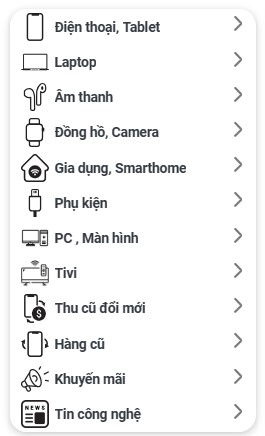 Điện thoại, Tablet
Laptop
Âm thanh
Đồng hồ, Camera
Gia dụng, Smarthome
Phụ kiện
PC , Màn hình
Tivi
Thu cũ đổi mới
$
Hàng cũ
Khuyến mãi
NEWS
Tin công nghệ